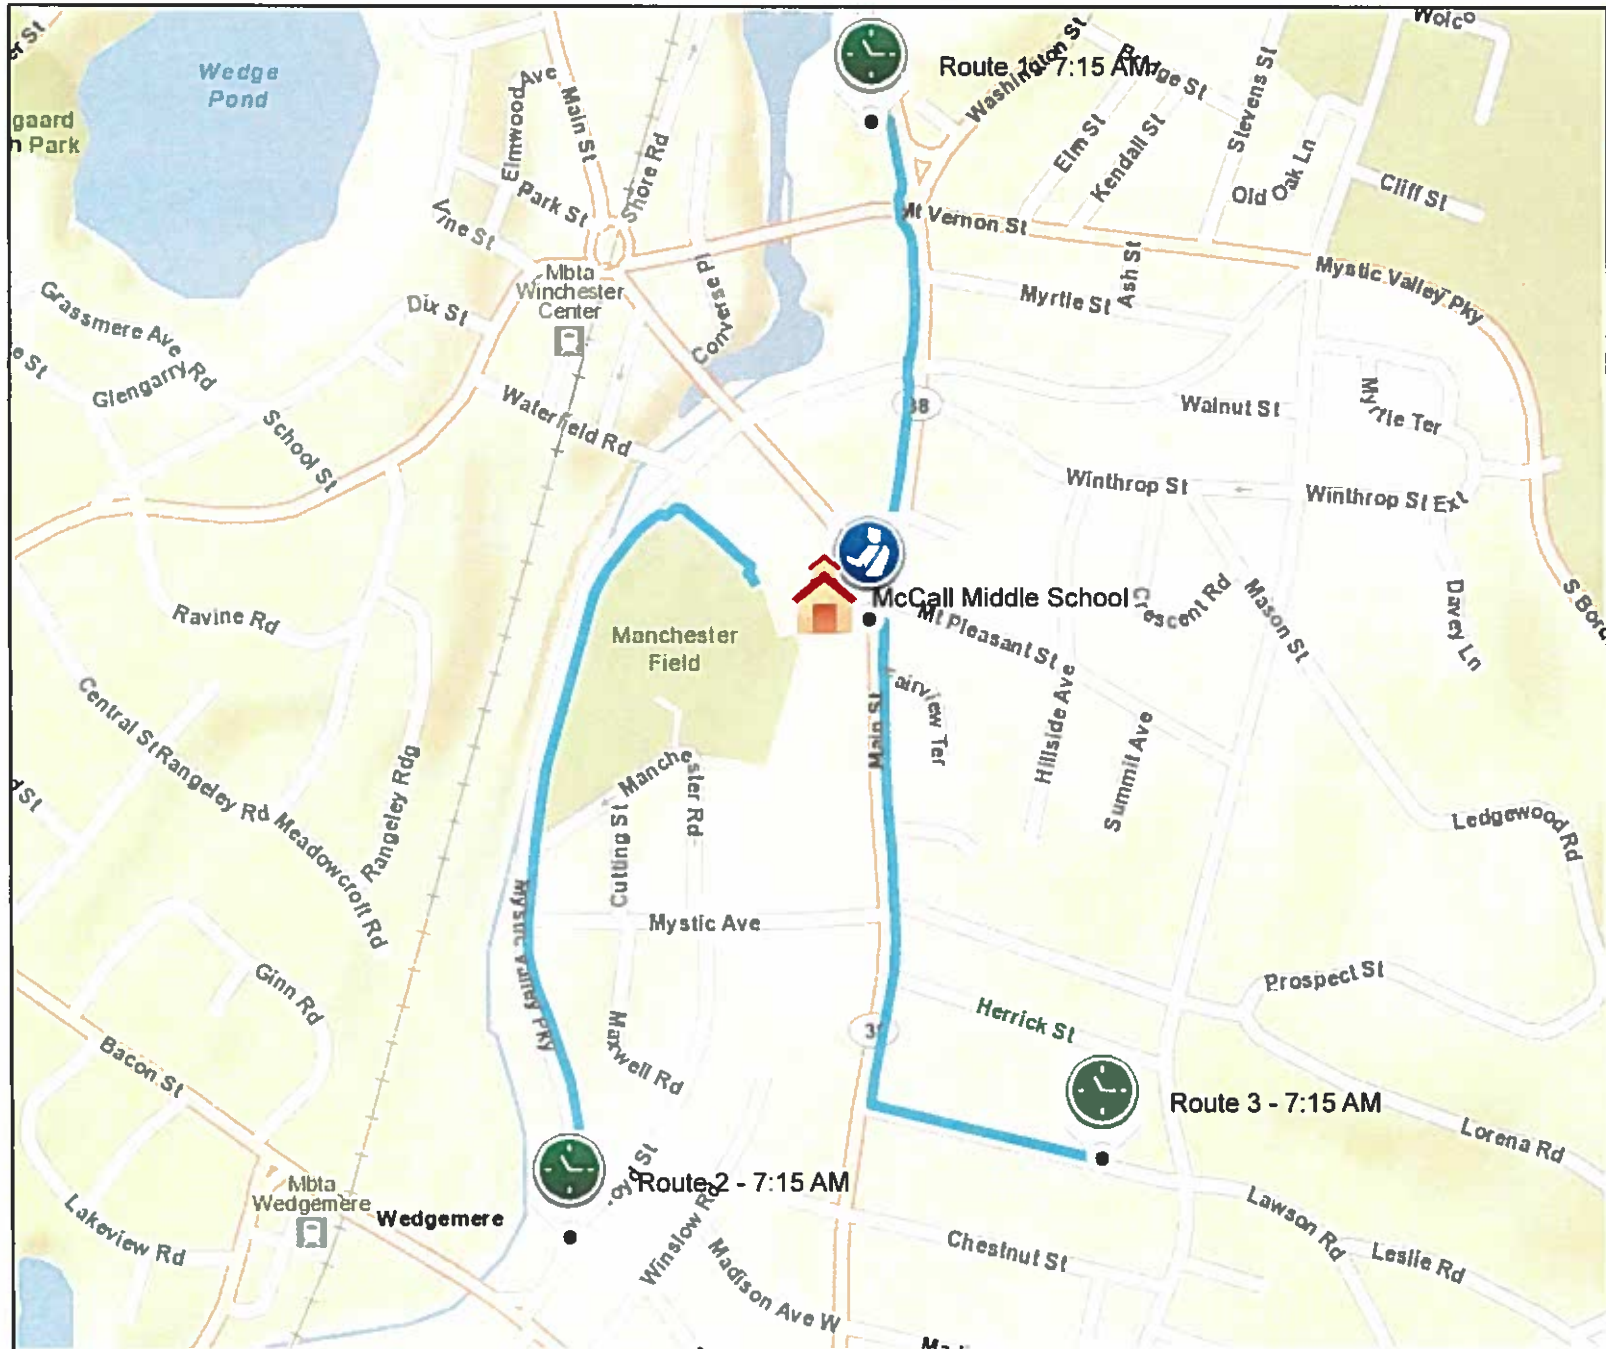 Wolco
er St
Wedge
Pond
gaard
n Park
Elmwood Ave
Main St
Shore Rd
Park St
Vine St
Route 1 - 7:15 AM
Washington St
Bridge St
Stevens St
Elm St
Kendall St
Old Oak Ln
Cliff St
Mt Vernon St
Ash St
Mystic Valley Pky
Myrtle St
Mbta
Winchester
Center
Converse Pl
Dix St
Grassmere Ave
e St
Glengarry Rd
School St
Waterfield Rd
38
Walnut St
Myrtle Ter
Winthrop St
Winthrop St Ext
McCall Middle School
Mt Pleasant St
Crescent Rd
Mason St
Davey Ln
S Bord
Ravine Rd
Manchester
Field
Fairview Ter
Main St
Hillside Ave
Summit Ave
Central St
Rangeley Rd
Meadowcroft Rd
Rangeley Rdg
d St
Manchester Rd
Cutting St
Ledgewood Rd
Mystic Ave
Mystic Valley Pky
Ginn Rd
Prospect St
Herrick St
Maxwell Rd
Bacon St
Route 3 - 7:15 AM
Lorena Rd
Mbta
Wedgemere
Wedgemere
Route 2 - 7:15 AM
Lakeview Rd
Winslow Rd
Madison Ave W
Chestnut St
Lawson Rd
Leslie Rd